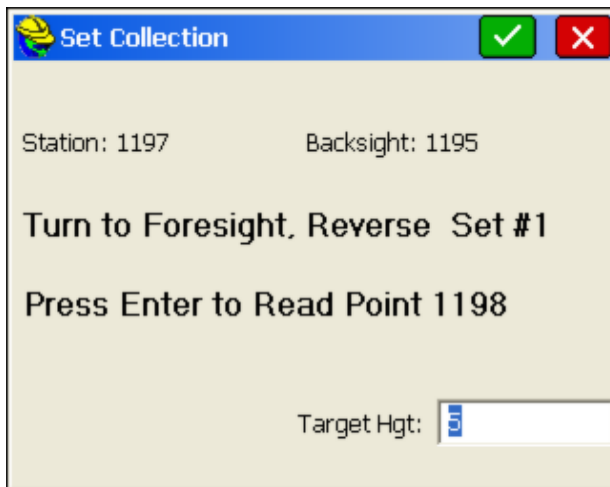 Set Collection
Station: 1197 Backsight: 1195
Turn to Foresight, Reverse Set #1
Press Enter to Read Point 1198
Target Hgt: 5